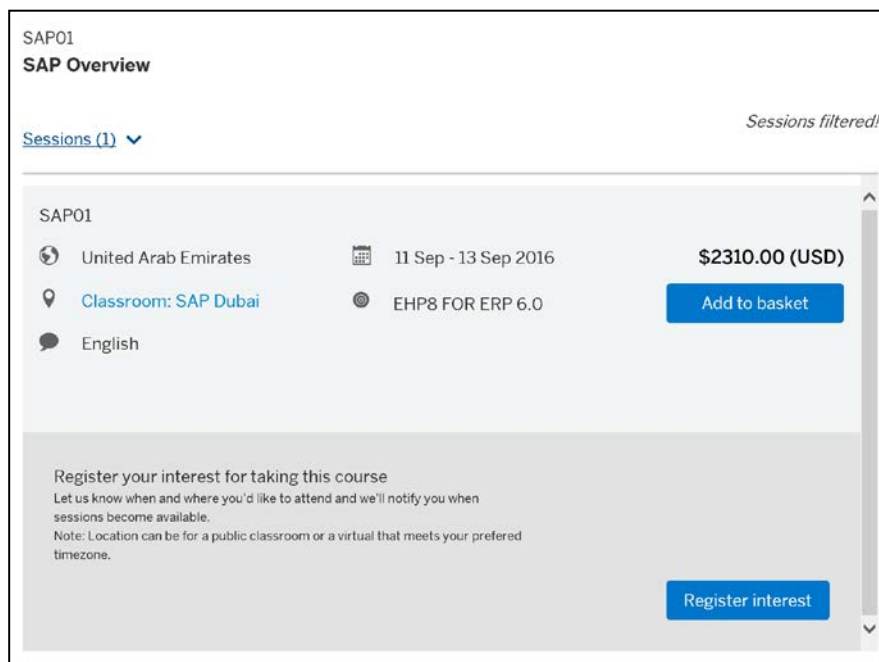 SAP01
SAP Overview
Sessions filtered!
Sessions (1)
SAP01
United Arab Emirates
11 Sep - 13 Sep 2016
$2310.00 (USD)
Classroom: SAP Dubai
EHP8 FOR ERP 6.0
Add to basket
English
Register your interest for taking this course
Let us know when and where you'd like to attend and we'll notify you when
sessions become available.
Note: Location can be for a public classroom or a virtual that meets your prefered
timezone.
Register interest